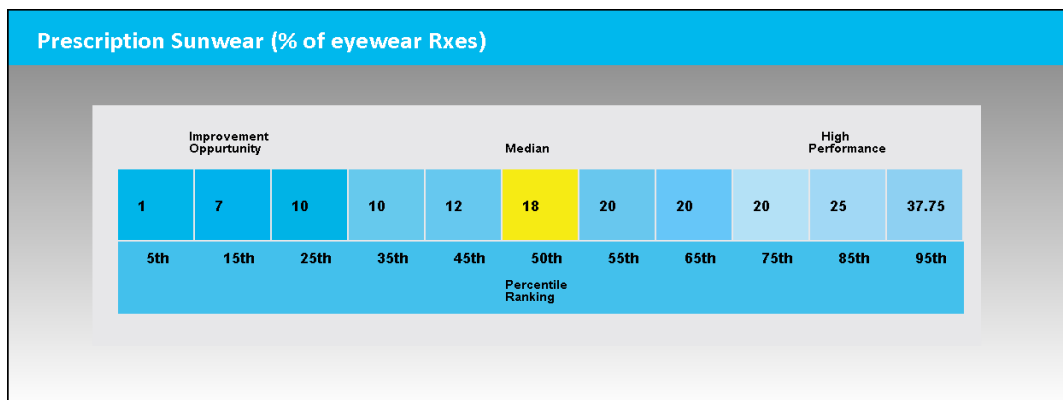 Prescription Sunwear (% of eyewear Rxes)
Improvement
Oppurtunity
Median
High
Performance
1 7 10 10 12 18 20 20 20 25 37.75
5th 15th 25th 35th 45th 50th 55th 65th 75th 85th 95th
Percentile
Ranking